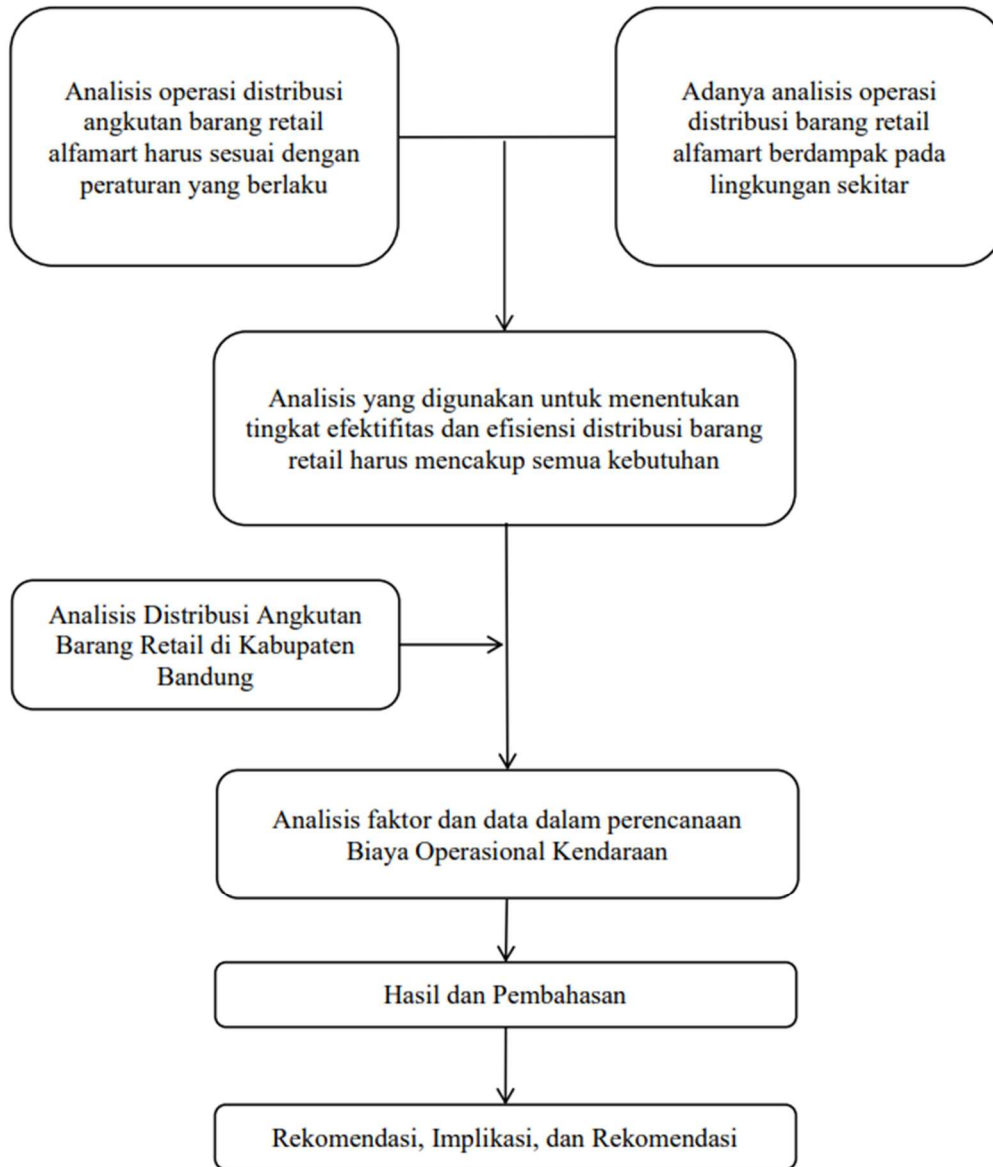 Analisis operasi distribusi
angkutan barang retail
alfamart harus sesuai dengan
peraturan yang berlaku
Adanya analisis operasi
distribusi barang retail
alfamart berdampak pada
lingkungan sekitar
Analisis yang digunakan untuk menentukan
tingkat efektifitas dan efisiensi distribusi barang
retail harus mencakup semua kebutuhan
Analisis Distribusi Angkutan
Barang Retail di Kabupaten
Bandung
Analisis faktor dan data dalam perencanaan
Biaya Operasional Kendaraan
Hasil dan Pembahasan
Rekomendasi, Implikasi, dan Rekomendasi